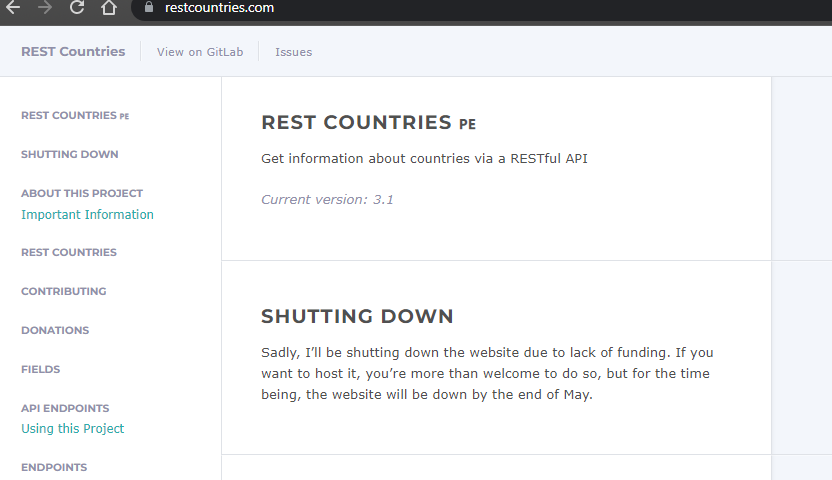 restcountries.com
REST Countries
View on GitLab
Issues
REST COUNTRIES PE
SHUTTING DOWN
ABOUT THIS PROJECT
Important Information
REST COUNTRIES
CONTRIBUTING
DONATIONS
FIELDS
API ENDPOINTS
Using this Project
ENDPOINTS
REST COUNTRIES PE
Get information about countries via a RESTful API
Current version: 3.1
SHUTTING DOWN
Sadly, I’ll be shutting down the website due to lack of funding. If you
want to host it, you’re more than welcome to do so, but for the time
being, the website will be down by the end of May.